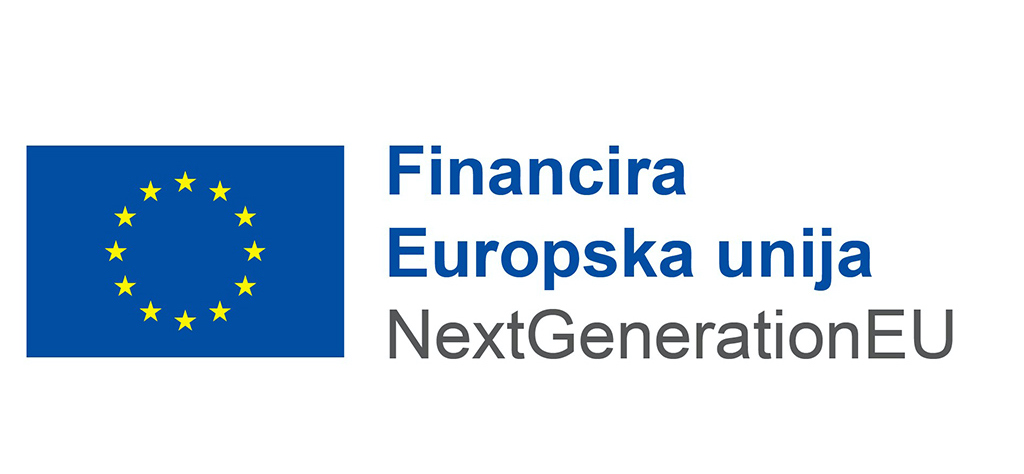 Financira
Europska unija
NextGenerationEU